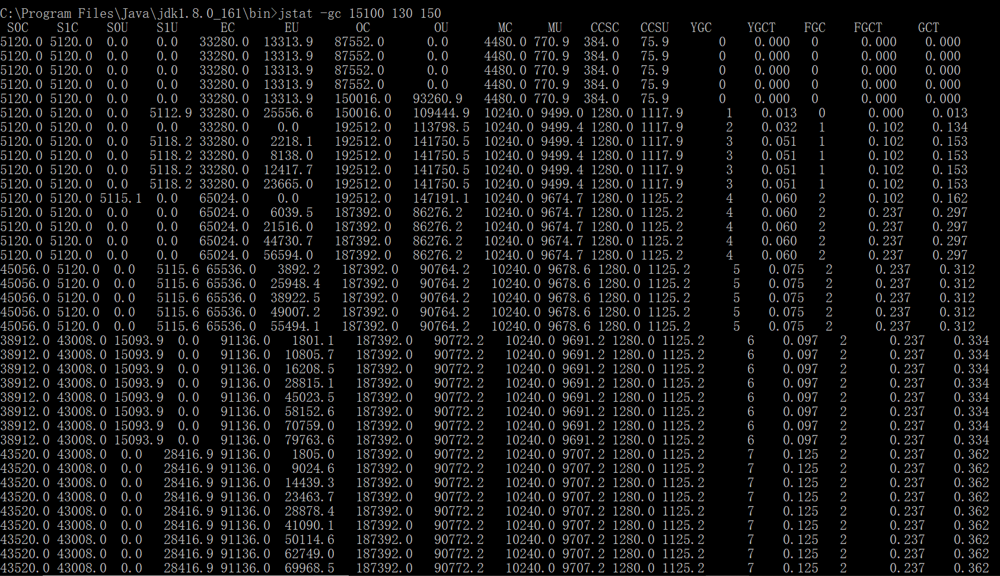 C:\Program Files\Java\jdk1.8.0_161\bin>jstat -gc 15100 130 150
S0C S1C S0U S1U EC EU OC OU MC MU CCSC CCSU YGC YGCT FGC FGCT GCT
5120.0 5120.0 0.0 0.0 33280.0 13313.9 87552.0 0.0 4480.0 770.9 384.0 75.9 0 0.000 0 0.000 0.000
5120.0 5120.0 0.0 0.0 33280.0 13313.9 87552.0 0.0 4480.0 770.9 384.0 75.9 0 0.000 0 0.000 0.000
5120.0 5120.0 0.0 0.0 33280.0 13313.9 87552.0 0.0 4480.0 770.9 384.0 75.9 0 0.000 0 0.000 0.000
5120.0 5120.0 0.0 0.0 33280.0 13313.9 87552.0 0.0 4480.0 770.9 384.0 75.9 0 0.000 0 0.000 0.000
5120.0 5120.0 0.0 0.0 33280.0 13313.9 150016.0 93260.9 4480.0 770.9 384.0 75.9 0 0.000 0 0.000 0.000
5120.0 5120.0 0.0 5112.9 33280.0 25556.6 150016.0 109444.9 10240.0 9499.0 1280.0 1117.9 1 0.013 0 0.000 0.013
5120.0 5120.0 0.0 0.0 33280.0 0.0 192512.0 113798.5 10240.0 9499.4 1280.0 1117.9 2 0.032 1 0.102 0.134
5120.0 5120.0 0.0 5118.2 33280.0 2218.1 192512.0 141750.5 10240.0 9499.4 1280.0 1117.9 3 0.051 1 0.102 0.153
5120.0 5120.0 0.0 5118.2 33280.0 8138.0 192512.0 141750.5 10240.0 9499.4 1280.0 1117.9 3 0.051 1 0.102 0.153
5120.0 5120.0 0.0 5118.2 33280.0 12417.7 192512.0 141750.5 10240.0 9499.4 1280.0 1117.9 3 0.051 1 0.102 0.153
5120.0 5120.0 0.0 5118.2 33280.0 23665.0 192512.0 141750.5 10240.0 9499.4 1280.0 1117.9 3 0.051 1 0.102 0.153
5120.0 5120.0 5115.1 0.0 65024.0 0.0 192512.0 147191.1 10240.0 9674.7 1280.0 1125.2 4 0.060 2 0.102 0.162
5120.0 5120.0 0.0 0.0 65024.0 6039.5 187392.0 86276.2 10240.0 9674.7 1280.0 1125.2 4 0.060 2 0.237 0.297
5120.0 5120.0 0.0 0.0 65024.0 21516.0 187392.0 86276.2 10240.0 9674.7 1280.0 1125.2 4 0.060 2 0.237 0.297
5120.0 5120.0 0.0 0.0 65024.0 44730.7 187392.0 86276.2 10240.0 9674.7 1280.0 1125.2 4 0.060 2 0.237 0.297
5120.0 5120.0 0.0 0.0 65024.0 56594.0 187392.0 86276.2 10240.0 9674.7 1280.0 1125.2 4 0.060 2 0.237 0.297
45056.0 5120.0 0.0 5115.6 65536.0 3892.2 187392.0 90764.2 10240.0 9678.6 1280.0 1125.2 5 0.075 2 0.237 0.312
45056.0 5120.0 0.0 5115.6 65536.0 25948.4 187392.0 90764.2 10240.0 9678.6 1280.0 1125.2 5 0.075 2 0.237 0.312
45056.0 5120.0 0.0 5115.6 65536.0 38922.5 187392.0 90764.2 10240.0 9678.6 1280.0 1125.2 5 0.075 2 0.237 0.312
45056.0 5120.0 0.0 5115.6 65536.0 49007.2 187392.0 90764.2 10240.0 9678.6 1280.0 1125.2 5 0.075 2 0.237 0.312
45056.0 5120.0 0.0 5115.6 65536.0 55494.1 187392.0 90764.2 10240.0 9678.6 1280.0 1125.2 5 0.075 2 0.237 0.312
38912.0 43008.0 15093.9 0.0 91136.0 1801.1 187392.0 90772.2 10240.0 9691.2 1280.0 1125.2 6 0.097 2 0.237 0.334
38912.0 43008.0 15093.9 0.0 91136.0 10805.7 187392.0 90772.2 10240.0 9691.2 1280.0 1125.2 6 0.097 2 0.237 0.334
38912.0 43008.0 15093.9 0.0 91136.0 16208.5 187392.0 90772.2 10240.0 9691.2 1280.0 1125.2 6 0.097 2 0.237 0.334
38912.0 43008.0 15093.9 0.0 91136.0 28815.1 187392.0 90772.2 10240.0 9691.2 1280.0 1125.2 6 0.097 2 0.237 0.334
38912.0 43008.0 15093.9 0.0 91136.0 45023.5 187392.0 90772.2 10240.0 9691.2 1280.0 1125.2 6 0.097 2 0.237 0.334
38912.0 43008.0 15093.9 0.0 91136.0 58152.6 187392.0 90772.2 10240.0 9691.2 1280.0 1125.2 6 0.097 2 0.237 0.334
38912.0 43008.0 15093.9 0.0 91136.0 70759.0 187392.0 90772.2 10240.0 9691.2 1280.0 1125.2 6 0.097 2 0.237 0.334
38912.0 43008.0 15093.9 0.0 91136.0 79763.6 187392.0 90772.2 10240.0 9691.2 1280.0 1125.2 6 0.097 2 0.237 0.334
43520.0 43008.0 0.0 28416.9 91136.0 1805.0 187392.0 90772.2 10240.0 9707.2 1280.0 1125.2 7 0.125 2 0.237 0.362
43520.0 43008.0 0.0 28416.9 91136.0 9024.6 187392.0 90772.2 10240.0 9707.2 1280.0 1125.2 7 0.125 2 0.237 0.362
43520.0 43008.0 0.0 28416.9 91136.0 14439.3 187392.0 90772.2 10240.0 9707.2 1280.0 1125.2 7 0.125 2 0.237 0.362
43520.0 43008.0 0.0 28416.9 91136.0 23463.7 187392.0 90772.2 10240.0 9707.2 1280.0 1125.2 7 0.125 2 0.237 0.362
43520.0 43008.0 0.0 28416.9 91136.0 28878.4 187392.0 90772.2 10240.0 9707.2 1280.0 1125.2 7 0.125 2 0.237 0.362
43520.0 43008.0 0.0 28416.9 91136.0 41090.1 187392.0 90772.2 10240.0 9707.2 1280.0 1125.2 7 0.125 2 0.237 0.362
43520.0 43008.0 0.0 28416.9 91136.0 50114.6 187392.0 90772.2 10240.0 9707.2 1280.0 1125.2 7 0.125 2 0.237 0.362
43520.0 43008.0 0.0 28416.9 91136.0 62749.0 187392.0 90772.2 10240.0 9707.2 1280.0 1125.2 7 0.125 2 0.237 0.362
43520.0 43008.0 0.0 28416.9 91136.0 69968.5 187392.0 90772.2 10240.0 9707.2 1280.0 1125.2 7 0.125 2 0.237 0.362